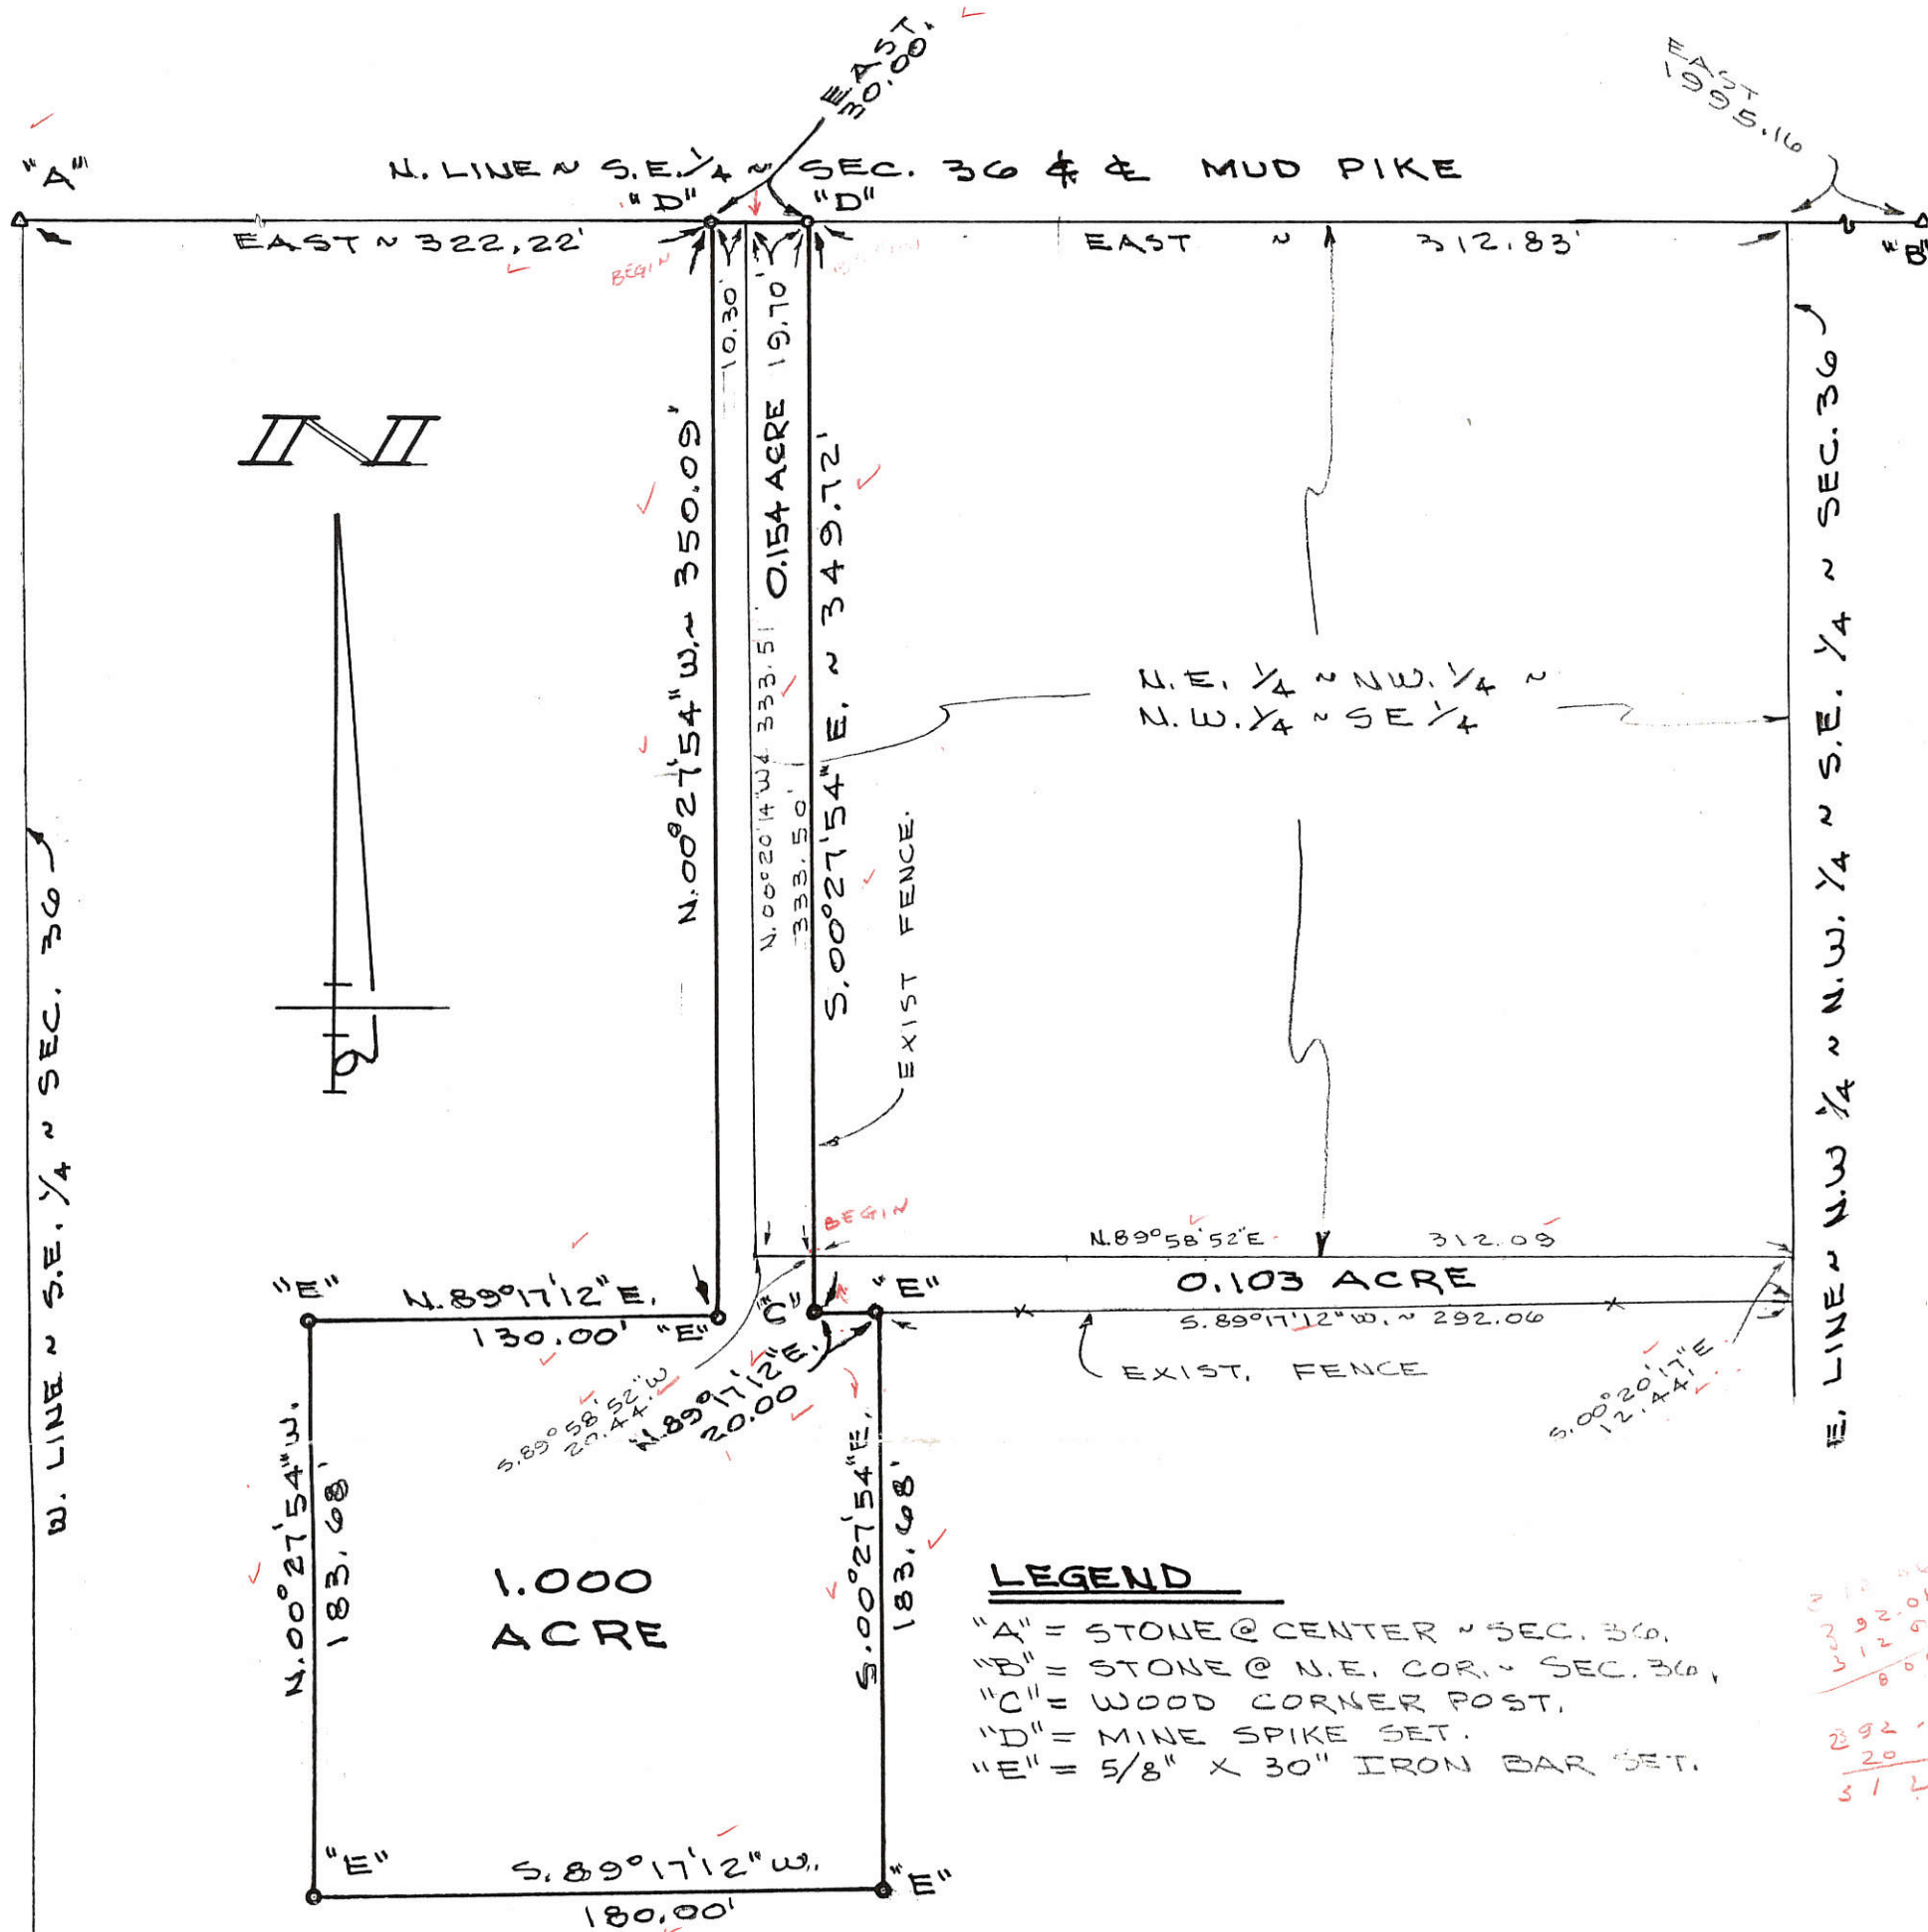 EAST
30.00'
EAST
1995.16
"A"
N. LINE ~ S.E. 1/4 ~ SEC. 36 & ℄ MUD PIKE
"D"
"D"
EAST ~ 322.22'
EAST ~ 312.83'
"B"
BEGIN
10.30'
19.70'
0.154 ACRE
N
N.00°27'54"W. ~ 350.09'
N.00°20'14"W 333.51'
333.50'
S.00°27'54"E. ~ 349.72'
EXIST FENCE.
N.E. 1/4 ~ NW. 1/4 ~
N.W. 1/4 ~ SE 1/4
W. LINE ~ S.E. 1/4 ~ SEC. 36
E. LINE ~ N.W 1/4 ~ N.W. 1/4 ~ S.E. 1/4 ~ SEC. 36
BEGIN
N.89°58'52"E.
312.09
0.103 ACRE
S.89°17'12"W. ~ 292.06
EXIST. FENCE
"E"
N.89°17'12"E.
130.00'
"E"
"C"
"E"
S.89°58'52"W
20.44'
N.89°17'12"E.
20.00
S.00°20'17"E
12.44'
N.00°27'54"W.
183.68'
1.000
ACRE
S.00°27'54"E.
183.68'
"E"
S.89°17'12"W.
180.00'
"E"
LEGEND
"A" = STONE @ CENTER ~ SEC. 36.
"B" = STONE @ N.E. COR. ~ SEC. 36.
"C" = WOOD CORNER POST.
"D" = MINE SPIKE SET.
"E" = 5/8" X 30" IRON BAR SET.
292.
20
312